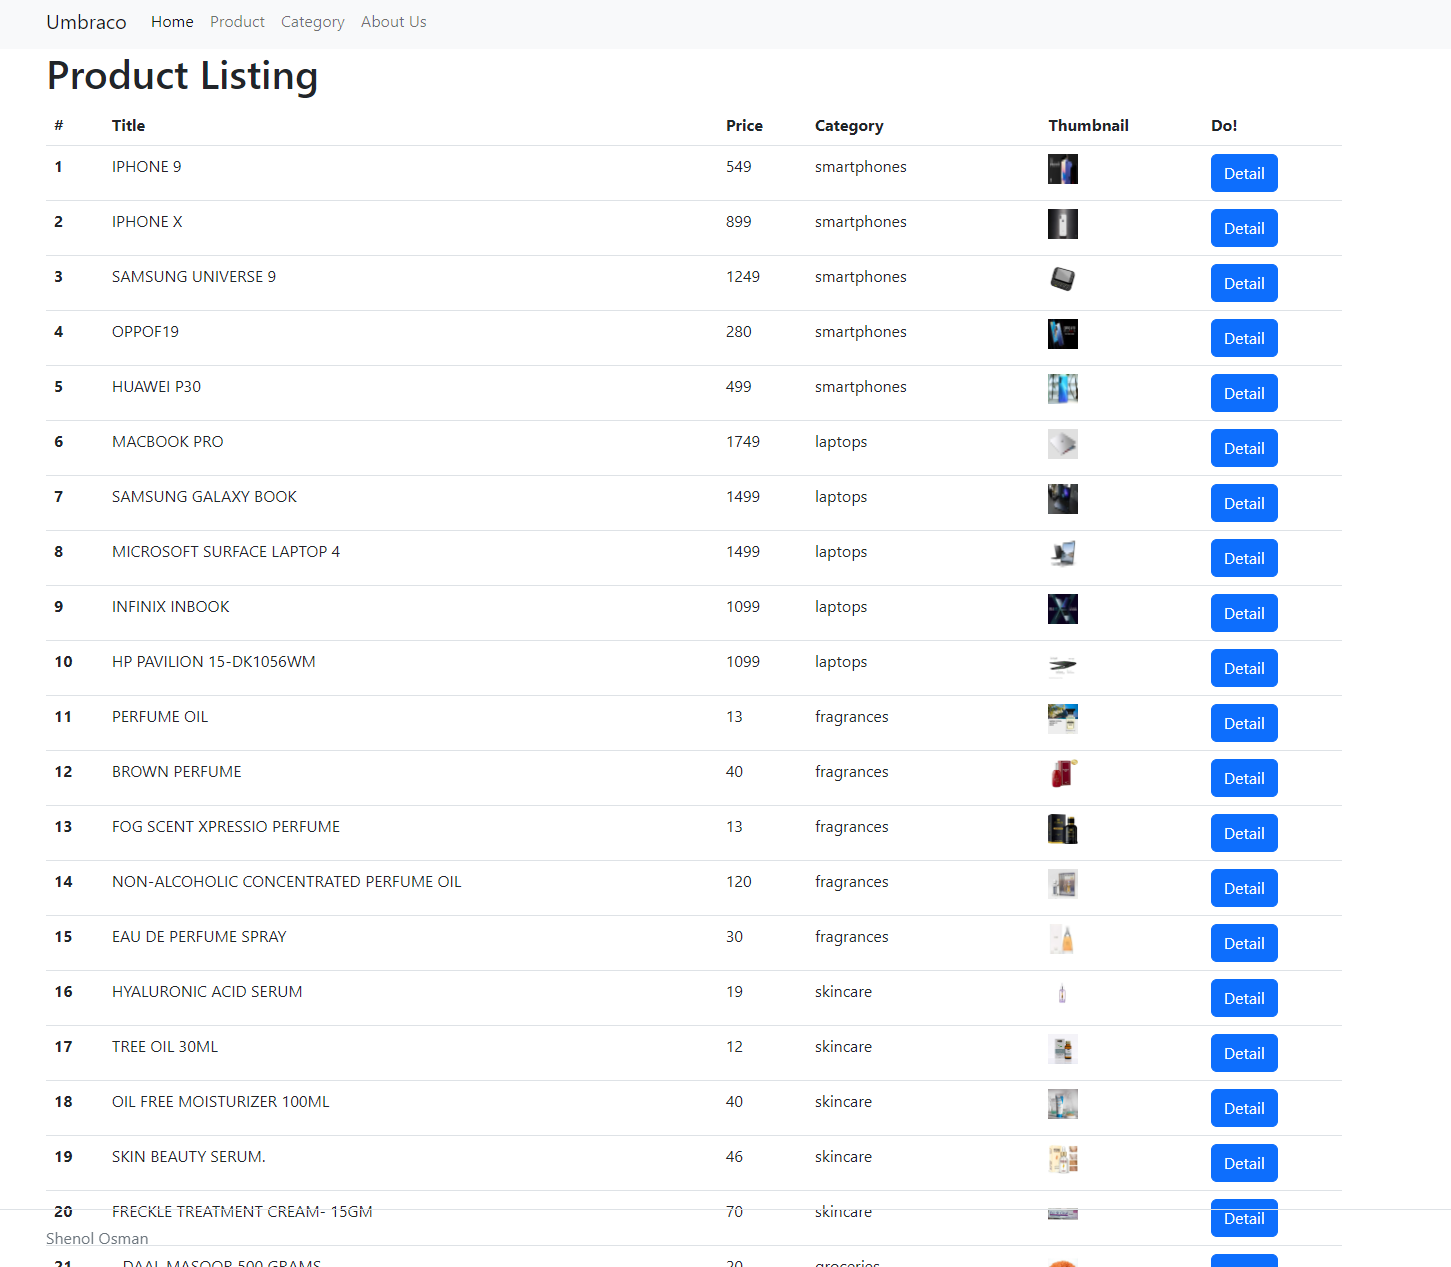 Umbraco Home Product Category About Us
Product Listing
# Title Price Category Thumbnail Do!
1 IPHONE 9 549 smartphones Detail
2 IPHONE X 899 smartphones Detail
3 SAMSUNG UNIVERSE 9 1249 smartphones Detail
4 OPPOF19 280 smartphones Detail
5 HUAWEI P30 499 smartphones Detail
6 MACBOOK PRO 1749 laptops Detail
7 SAMSUNG GALAXY BOOK 1499 laptops Detail
8 MICROSOFT SURFACE LAPTOP 4 1499 laptops Detail
9 INFINIX INBOOK 1099 laptops Detail
10 HP PAVILION 15-DK1056WM 1099 laptops Detail
11 PERFUME OIL 13 fragrances Detail
12 BROWN PERFUME 40 fragrances Detail
13 FOG SCENT XPRESSIO PERFUME 13 fragrances Detail
14 NON-ALCOHOLIC CONCENTRATED PERFUME OIL 120 fragrances Detail
15 EAU DE PERFUME SPRAY 30 fragrances Detail
16 HYALURONIC ACID SERUM 19 skincare Detail
17 TREE OIL 30ML 12 skincare Detail
18 OIL FREE MOISTURIZER 100ML 40 skincare Detail
19 SKIN BEAUTY SERUM. 46 skincare Detail
20 FRECKLE TREATMENT CREAM- 15GM 70 skincare Detail
Shenol Osman
21 - DAAL MASOOR 500 GRAMS 20 groceries